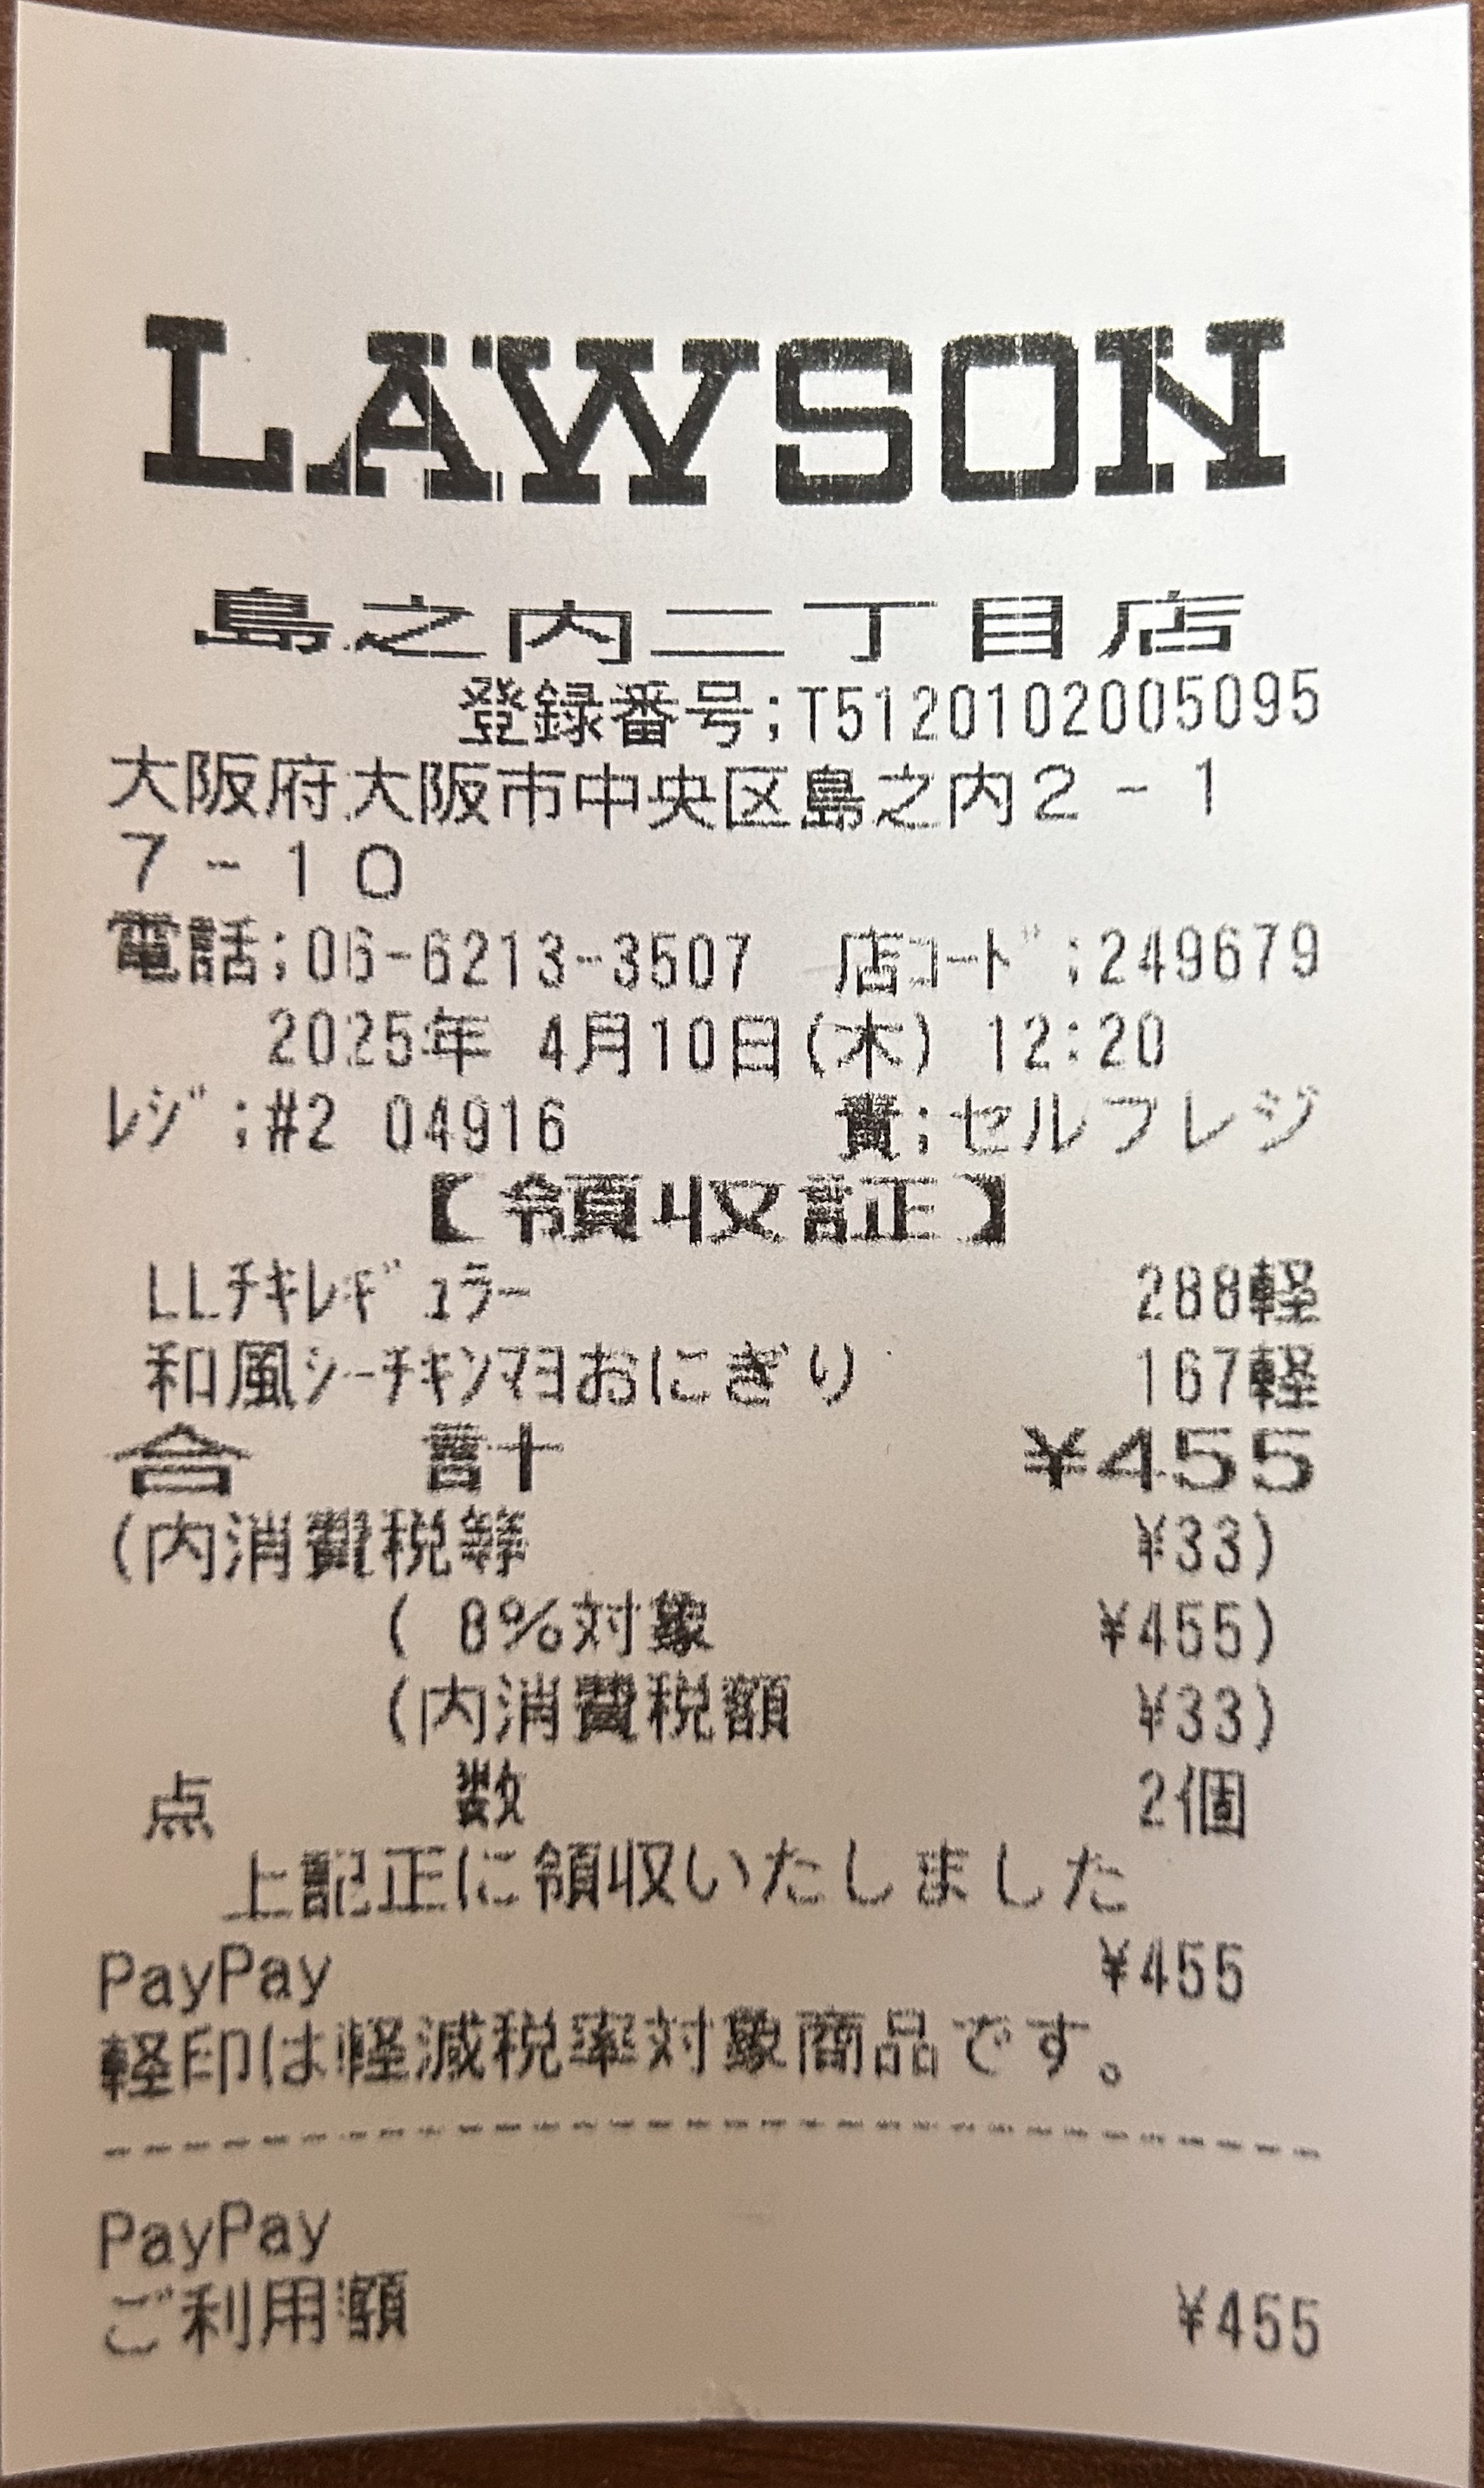 LAWSON
島之内二丁目店
登録番号;T5120102005095
大阪府大阪市中央区島之内2-1
7-10
電話;06-6213-3507 店ｺｰﾄﾞ;249679
2025年 4月10日(木) 12:20
ﾚｼﾞ;#2 04916 責;セルフレジ
【領収証】
LLﾁｷﾚｷﾞｭﾗｰ 288軽
和風ｼｰﾁｷﾝﾏﾖおにぎり 167軽
合 計 ¥455
(内消費税等 ¥33)
( 8%対象 ¥455)
(内消費税額 ¥33)
点 数 2個
上記正に領収いたしました
PayPay ¥455
軽印は軽減税率対象商品です。
PayPay
ご利用額 ¥455